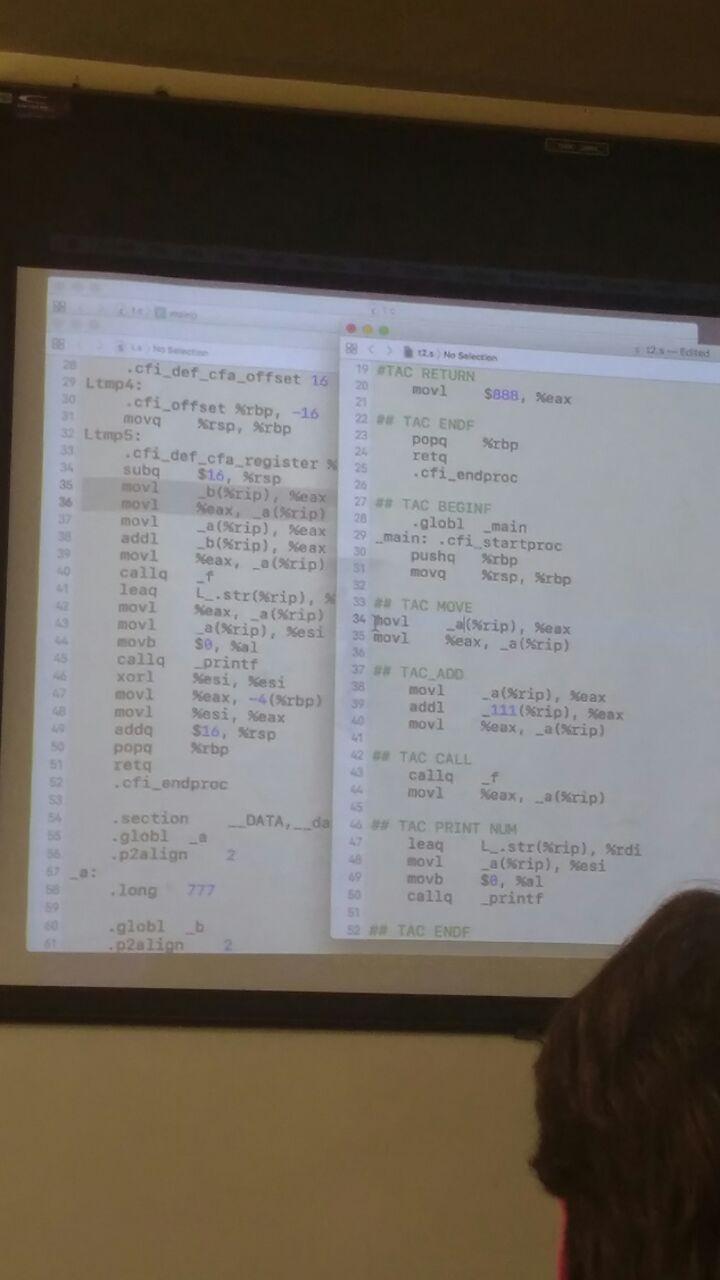 No Selection
28 .cfi_def_cfa_offset 16
29 Ltmp4:
30 .cfi_offset %rbp, -16
31 movq %rsp, %rbp
32 Ltmp5:
33 .cfi_def_cfa_register %
34 subq $16, %rsp
35 movl _b(%rip), %eax
36 movl %eax, _a(%rip)
37 movl _a(%rip), %eax
38 addl _b(%rip), %eax
39 movl %eax, _a(%rip)
40 callq _f
41 leaq L_.str(%rip), %
42 movl %eax, _a(%rip)
43 movl _a(%rip), %esi
44 movb $0, %al
45 callq _printf
46 xorl %esi, %esi
47 movl %eax, -4(%rbp)
48 movl %esi, %eax
49 addq $16, %rsp
50 popq %rbp
51 retq
52 .cfi_endproc
53
54 .section __DATA,__da
55 .globl _a
56 .p2align 2
57 _a:
58 .long 777
59
60 .globl _b
61 .p2align 2
t2.s — Edited
t2.s No Selection
19 #TAC RETURN
20 movl $888, %eax
21
22 ## TAC ENDF
23 popq %rbp
24 retq
25 .cfi_endproc
26
27 ## TAC BEGINF
28 .globl _main
29 _main: .cfi_startproc
30 pushq %rbp
31 movq %rsp, %rbp
32
33 ## TAC MOVE
34 movl _a(%rip), %eax
35 movl %eax, _a(%rip)
36
37 ## TAC_ADD
38 movl _a(%rip), %eax
39 addl _111(%rip), %eax
40 movl %eax, _a(%rip)
41
42 ## TAC CALL
43 callq _f
44 movl %eax, _a(%rip)
45
46 ## TAC PRINT NUM
47 leaq L_.str(%rip), %rdi
48 movl _a(%rip), %esi
49 movb $0, %al
50 callq _printf
51
52 ## TAC ENDF